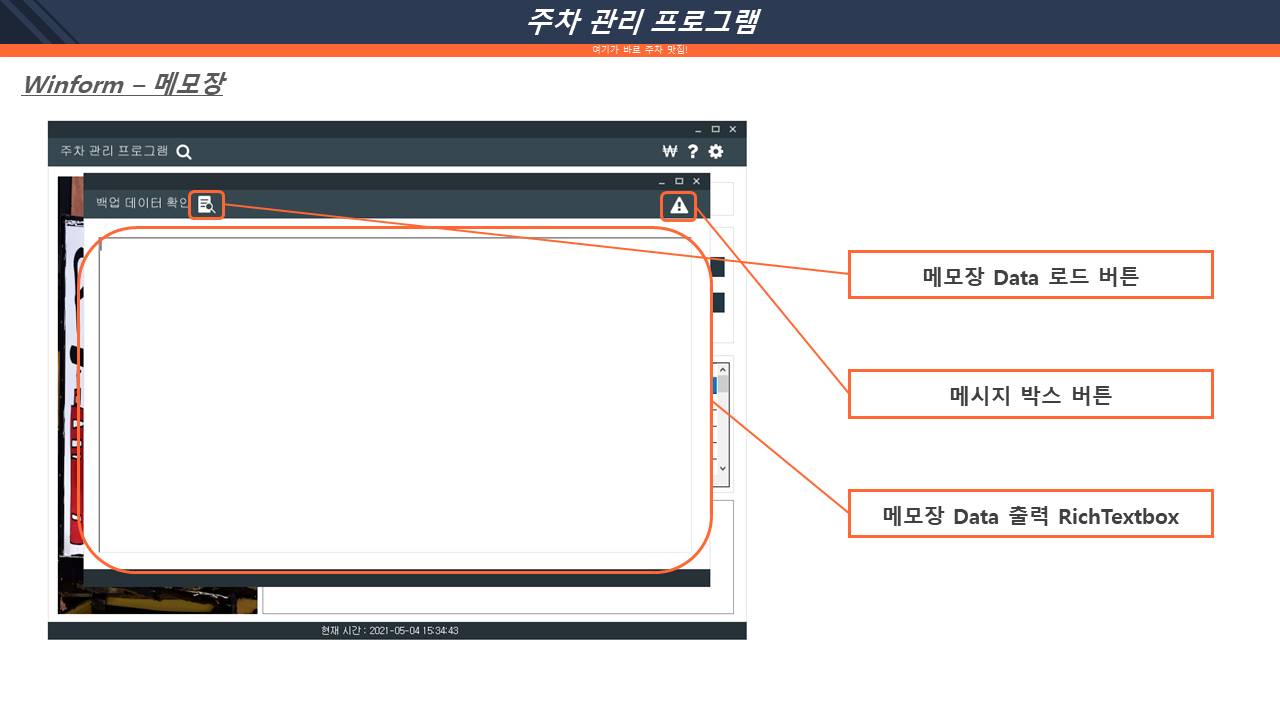 주차 관리 프로그램
여기가 바로 주차 맛집!
Winform – 메모장
주차 관리 프로그램
₩ ?
백업 데이터 확인
메모장 Data 로드 버튼
메시지 박스 버튼
메모장 Data 출력 RichTextbox
현재 시간 : 2021-05-04 15:34:43